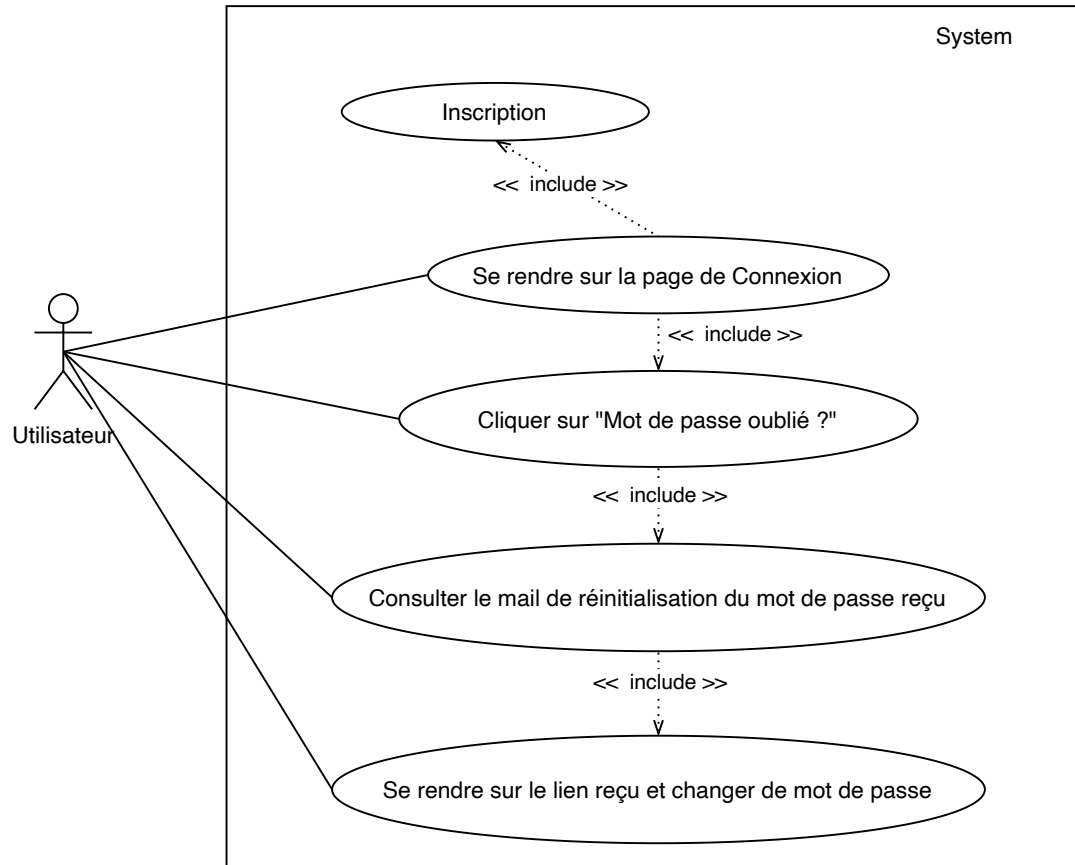 System
Inscription
<< include >>
Se rendre sur la page de Connexion
<< include >>
Cliquer sur "Mot de passe oublié ?"
Utilisateur
<< include >>
Consulter le mail de réinitialisation du mot de passe reçu
<< include >>
Se rendre sur le lien reçu et changer de mot de passe